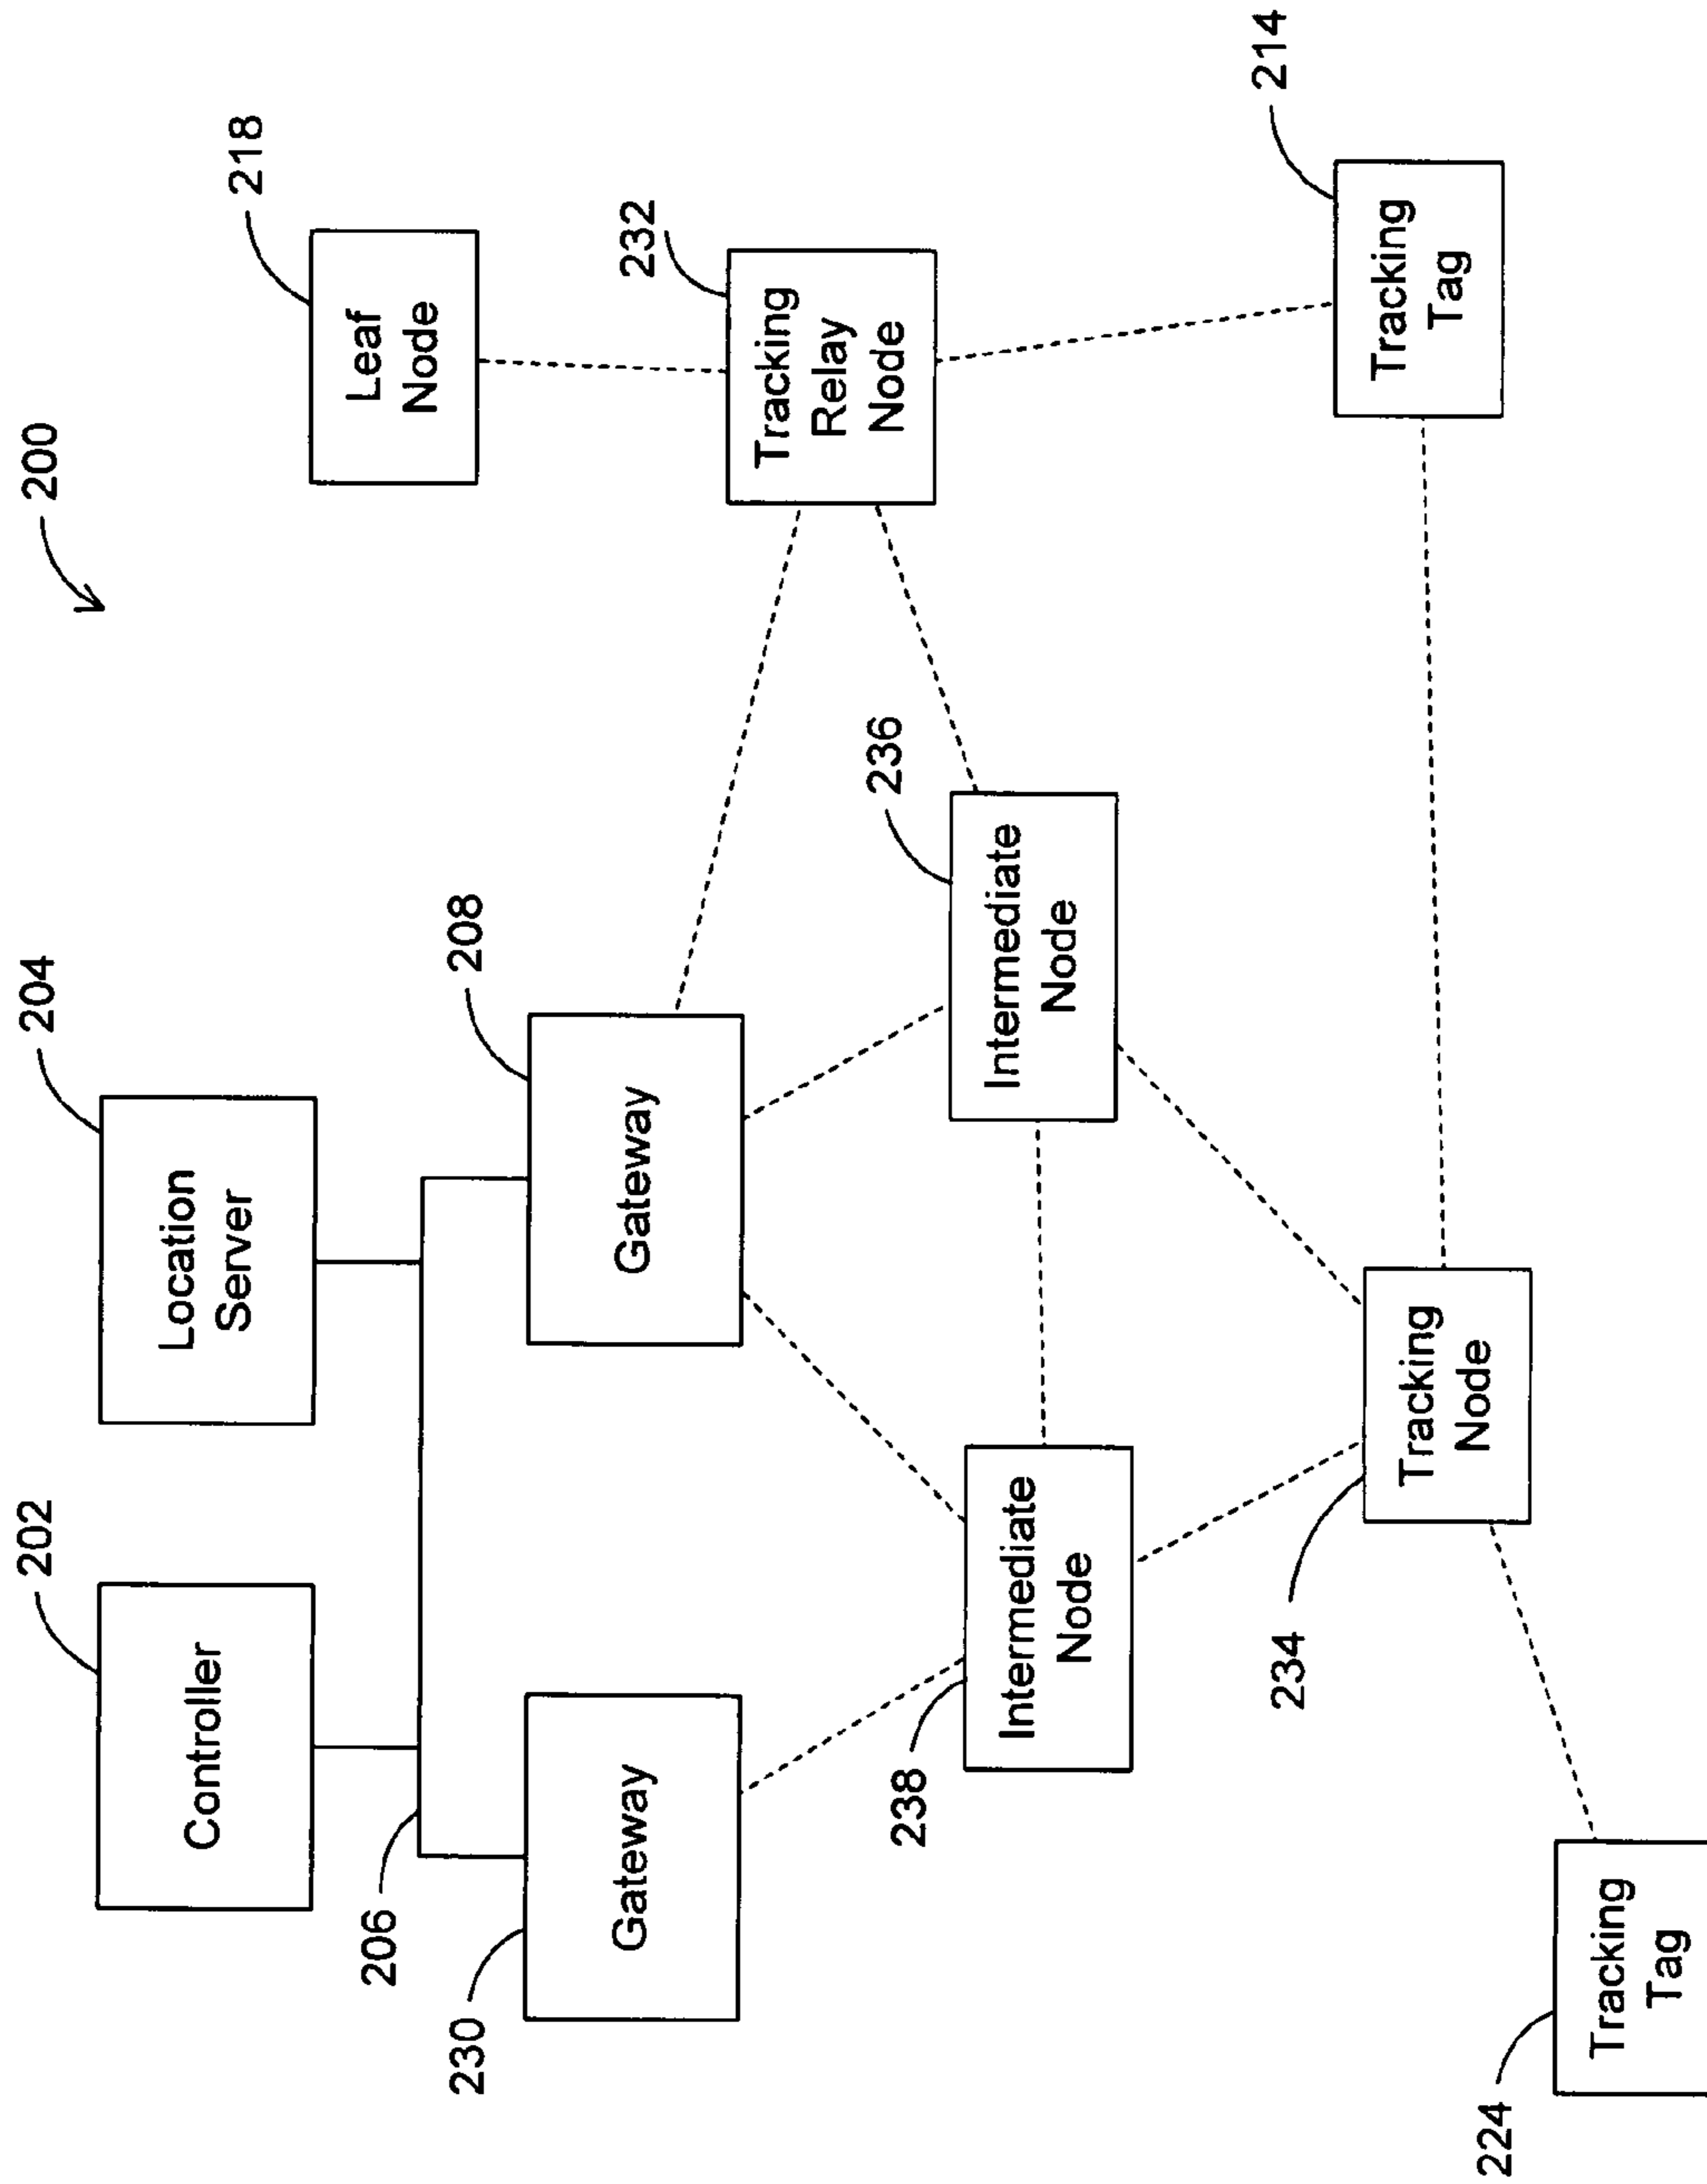 200
202
204
Controller
Location
Server
206
218
Leaf
Node
230
208
Gateway
Gateway
232
Tracking
Relay
Node
238
236
Intermediate
Node
Intermediate
Node
234
Tracking
Node
214
Tracking
Tag
224
Tracking
Tag